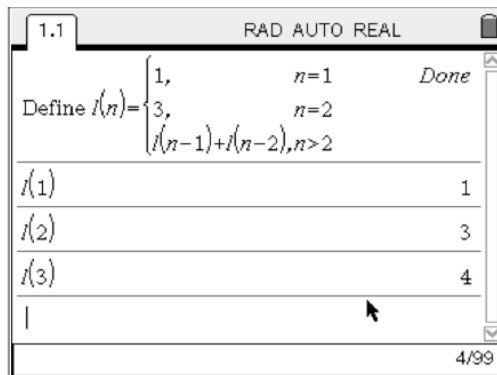 1.1 RAD AUTO REAL
1, n=1 Done
Define l(n)={3, n=2
l(n−1)+l(n−2),n>2
l(1) 1
l(2) 3
l(3) 4
4/99